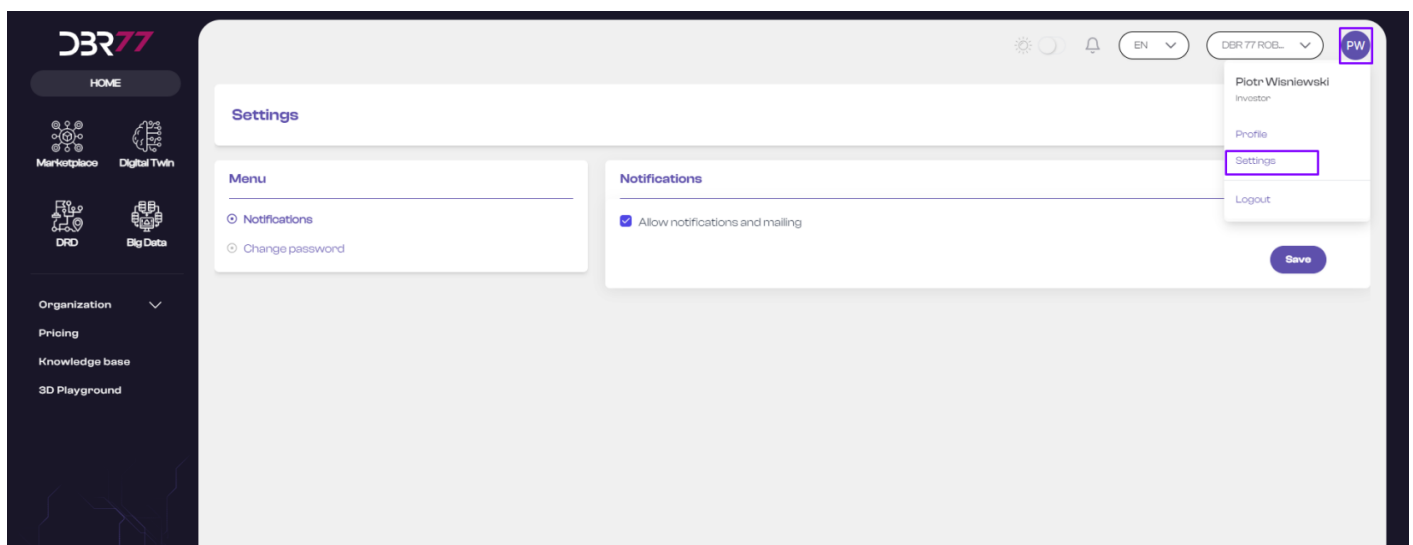 DBR77
EN
DBR 77 ROB...
PW
HOME
Piotr Wisniewski
Investor
Settings
Profile
Marketplace
Digital Twin
Settings
Menu
Notifications
Logout
Notifications
Allow notifications and mailing
DRD
Big Data
Change password
Save
Organization
Pricing
Knowledge base
3D Playground